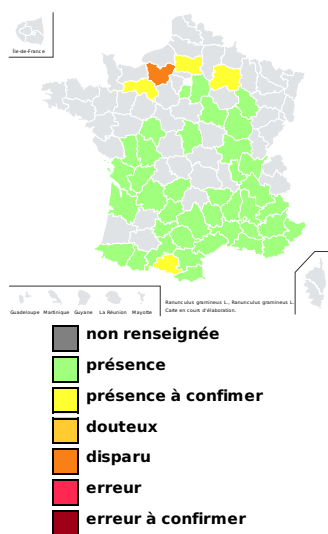 Île-de-France
Guadeloupe Martinique Guyane La Réunion Mayotte
Ranunculus gramineus L., Ranunculus gramineus L.
Carte en cours d'élaboration.
non renseignée
présence
présence à confimer
douteux
disparu
erreur
erreur à confirmer